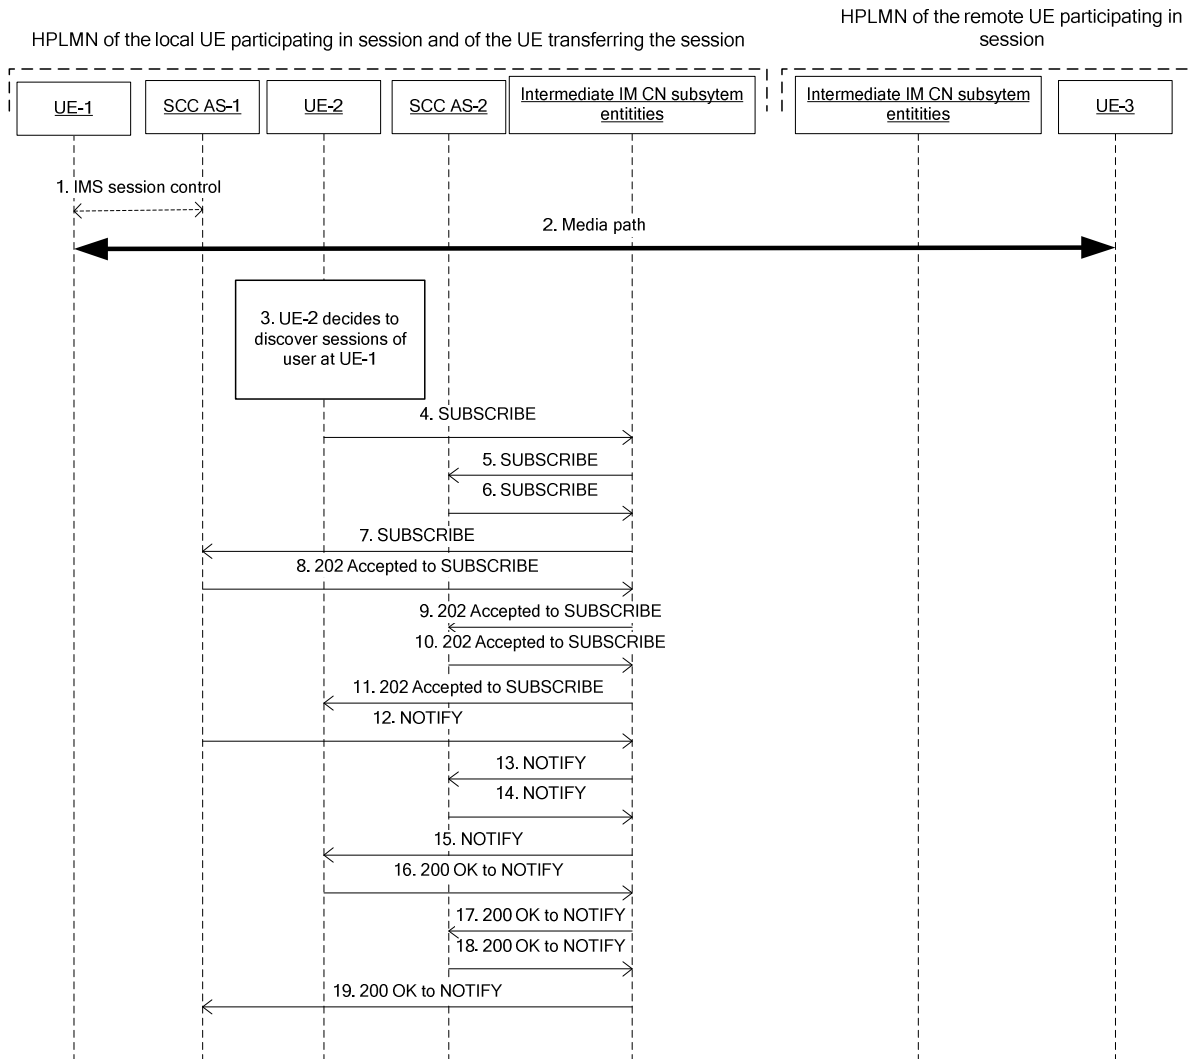 HPLMN of the local UE participating in session and of the UE transferring the session
HPLMN of the remote UE participating in
session
UE-1
SCC AS-1
UE-2
SCC AS-2
Intermediate IM CN subsytem
entitities
Intermediate IM CN subsytem
entitities
UE-3
1. IMS session control
2. Media path
3. UE-2 decides to
discover sessions of
user at UE-1
4. SUBSCRIBE
5. SUBSCRIBE
6. SUBSCRIBE
7. SUBSCRIBE
8. 202 Accepted to SUBSCRIBE
9. 202 Accepted to SUBSCRIBE
10. 202 Accepted to SUBSCRIBE
11. 202 Accepted to SUBSCRIBE
12. NOTIFY
13. NOTIFY
14. NOTIFY
15. NOTIFY
16. 200 OK to NOTIFY
17. 200 OK to NOTIFY
18. 200 OK to NOTIFY
19. 200 OK to NOTIFY